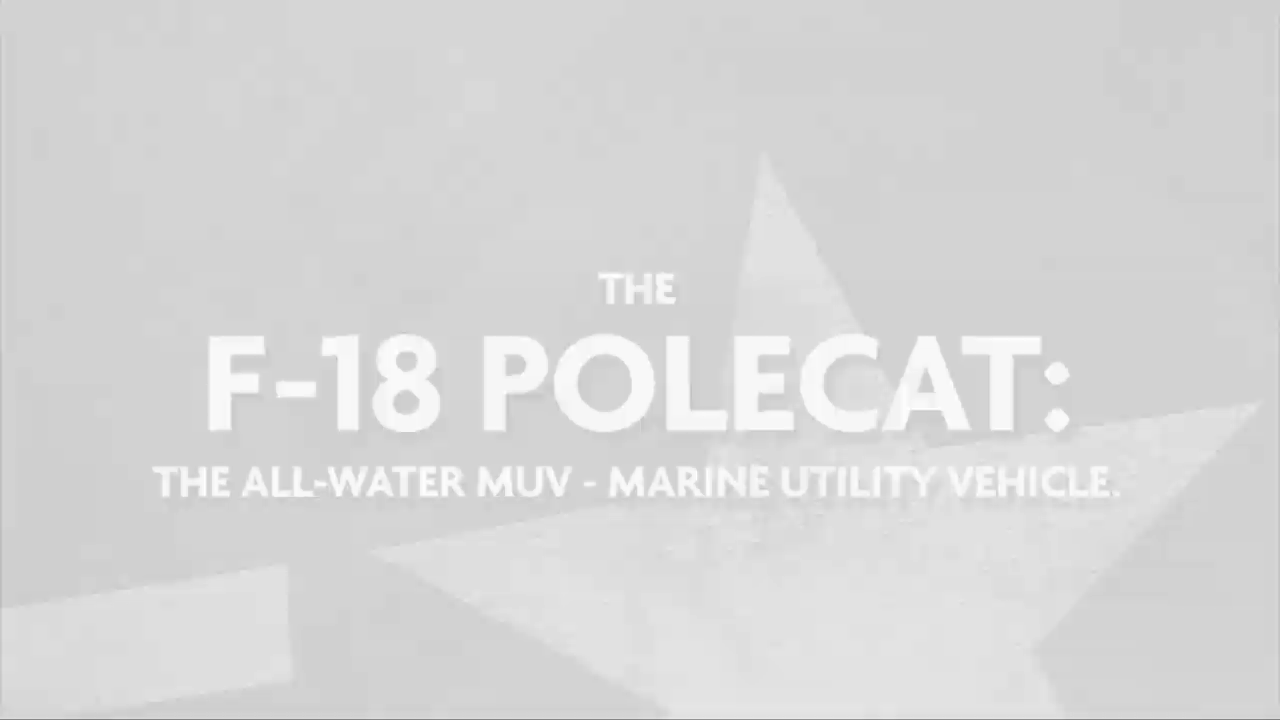 THE
F-18 POLECAT:
THE ALL-WATER MUV - MARINE UTILITY VEHICLE.